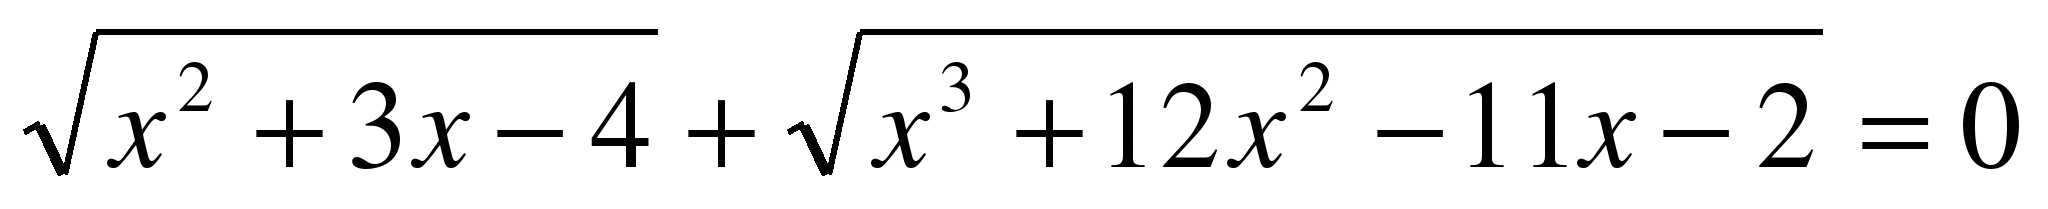 √(x² + 3x − 4) + √(x³ + 12x² − 11x − 2) = 0